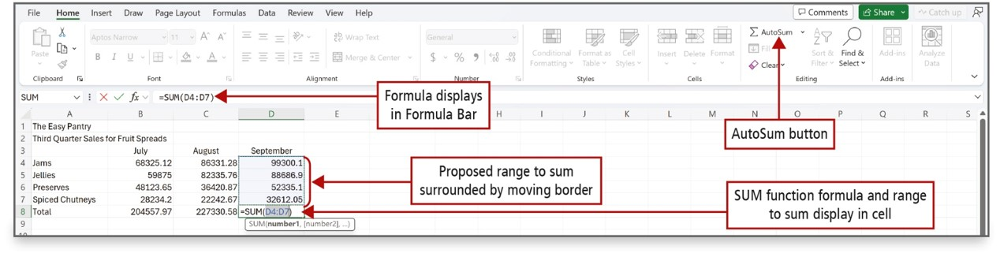 File Home Insert Draw Page Layout Formulas Data Review View Help Comments Share Catch up
Paste
Clipboard
Aptos Narrow 11 A A
B I U A
Font
Wrap Text
Merge & Center
Alignment
General
$ % 9
Number
Conditional Formatting
Format as Table
Cell Styles
Styles
Insert Delete Format
Cells
Σ AutoSum
Fill
Clear
Sort & Filter
Find & Select
Editing
Add-ins
Add-ins
Analyze Data
SUM fx =SUM(D4:D7)
Formula displays
in Formula Bar
AutoSum button
A B C D E H I J K L M N O P Q R S
1 The Easy Pantry
2 Third Quarter Sales for Fruit Spreads
3 July August September
4 Jams 68325.12 86331.28 99300.1
5 Jellies 59875 82335.76 88686.9
6 Preserves 48123.65 36420.87 52335.1
7 Spiced Chutneys 28234.2 22242.67 32612.05
8 Total 204557.97 227330.58 =SUM(D4:D7)
9 SUM(number1, [number2], ...)
Proposed range to sum
surrounded by moving border
SUM function formula and range
to sum display in cell